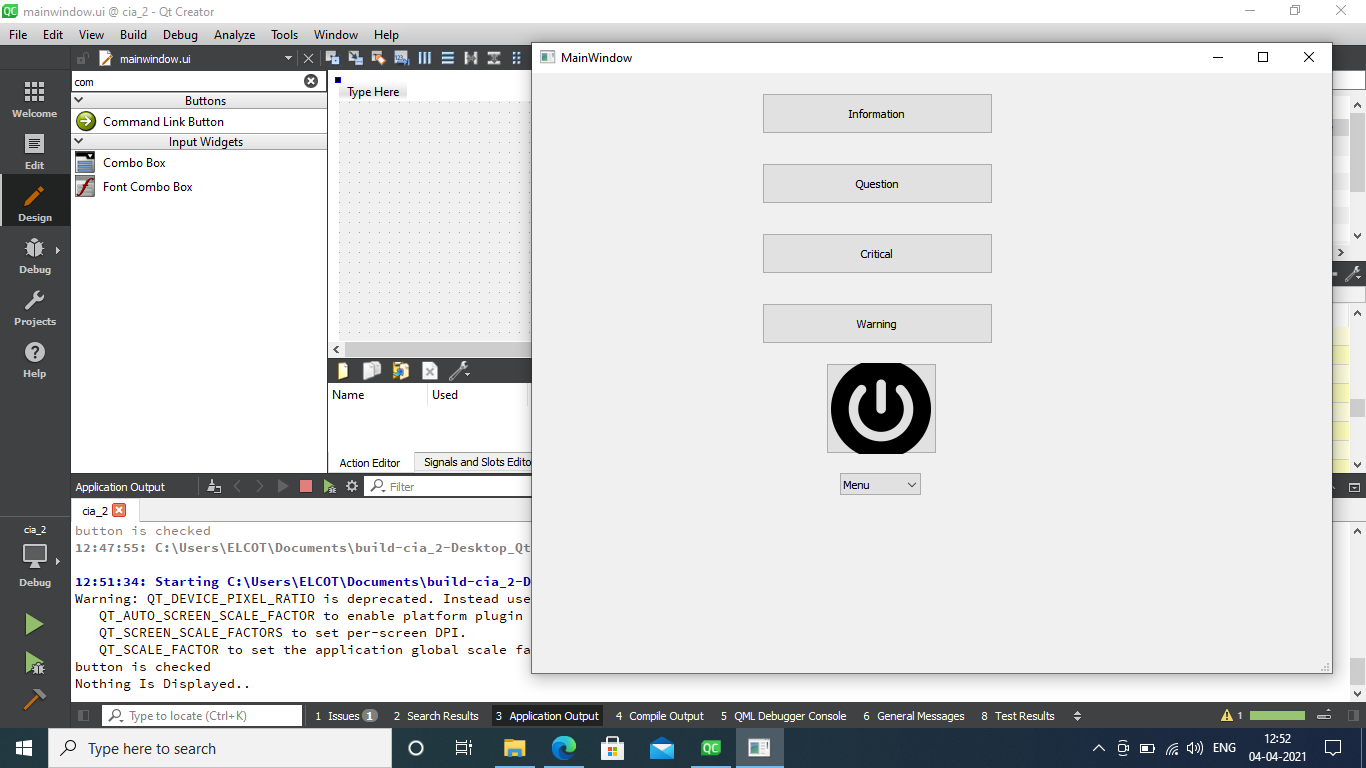 mainwindow.ui @ cia_2 - Qt Creator
File Edit View Build Debug Analyze Tools Window Help
mainwindow.ui
MainWindow
com
Buttons
Command Link Button
Input Widgets
Combo Box
Font Combo Box
Welcome
Edit
Design
Debug
Projects
Help
Type Here
Information
Question
Critical
Warning
Menu
Name Used
Action Editor Signals and Slots Edito
Application Output
Filter
cia_2
button is checked
12:47:55: C:\Users\ELCOT\Documents\build-cia_2-Desktop_Qt
12:51:34: Starting C:\Users\ELCOT\Documents\build-cia_2-D
Warning: QT_DEVICE_PIXEL_RATIO is deprecated. Instead use
QT_AUTO_SCREEN_SCALE_FACTOR to enable platform plugin
QT_SCREEN_SCALE_FACTORS to set per-screen DPI.
QT_SCALE_FACTOR to set the application global scale fa
button is checked
Nothing Is Displayed..
cia_2
Debug
Type to locate (Ctrl+K)
1 Issues 1 2 Search Results 3 Application Output 4 Compile Output 5 QML Debugger Console 6 General Messages 8 Test Results
1
Type here to search
QC
ENG
12:52
04-04-2021